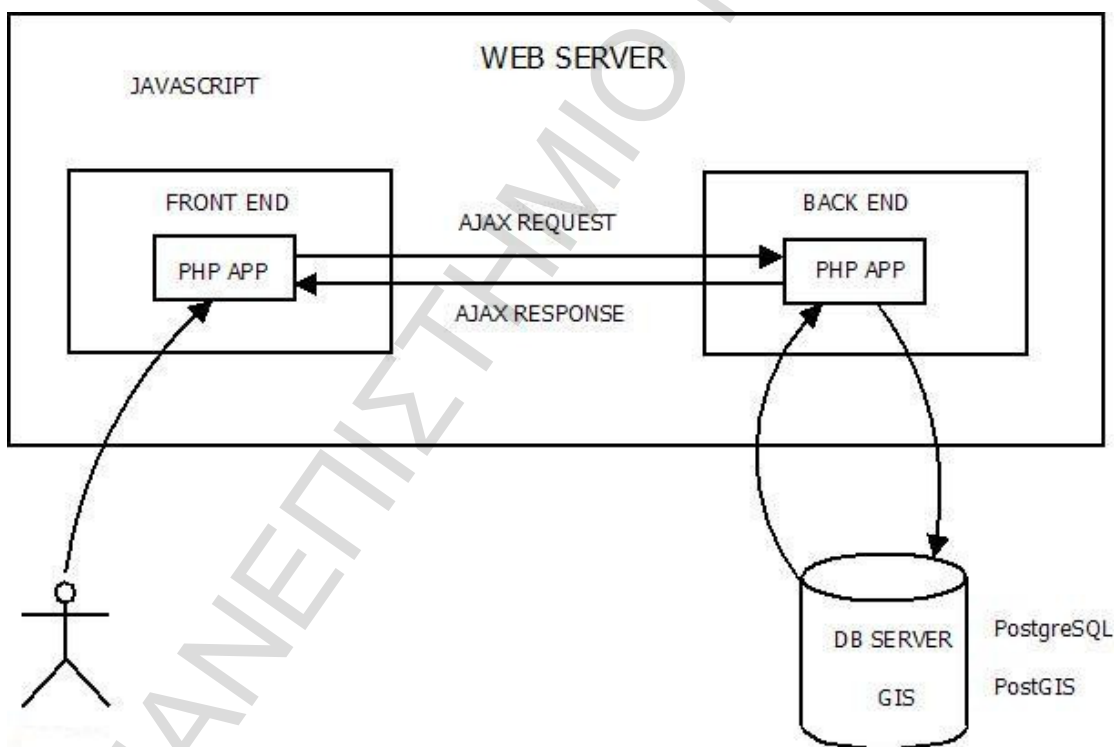 WEB SERVER
JAVASCRIPT
FRONT END
PHP APP
AJAX REQUEST
AJAX RESPONSE
BACK END
PHP APP
DB SERVER
GIS
PostgreSQL
PostGIS
ΠΑΝΕΠΙΣΤΗΜΙΟ